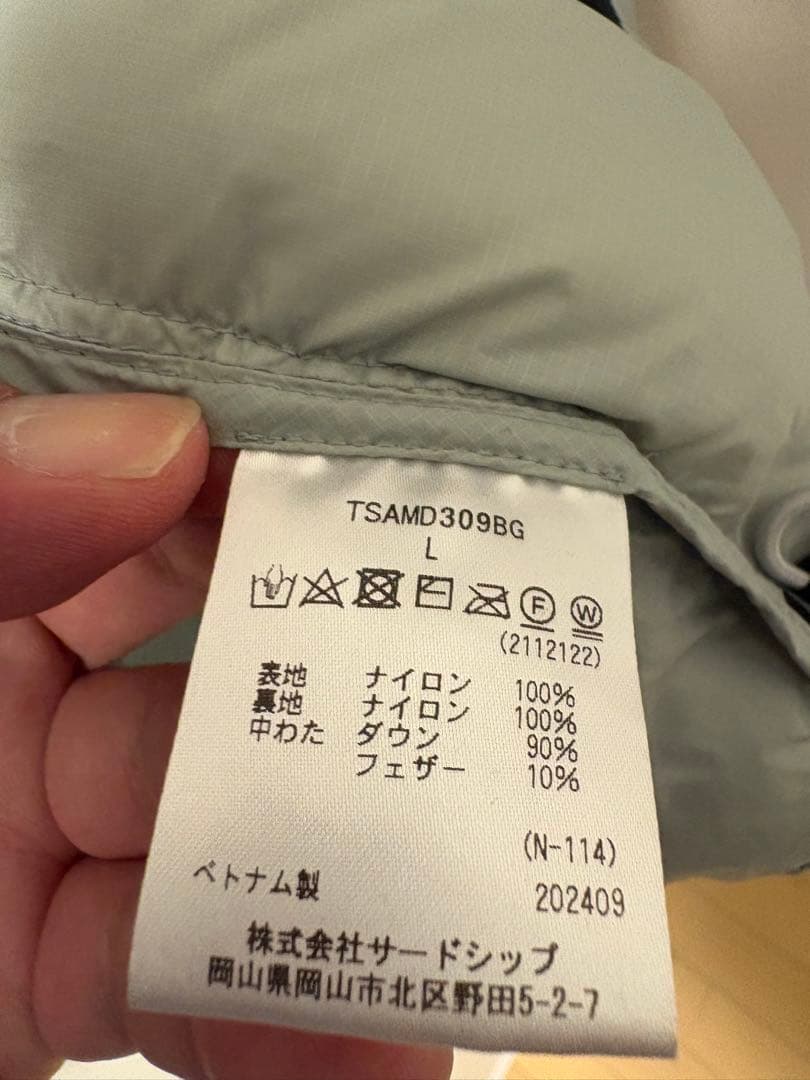 TSAMD309BG
L
F W
(2112122)
表地 ナイロン 100%
裏地 ナイロン 100%
中わた ダウン 90%
フェザー 10%
(N-114)
ベトナム製 202409
株式会社サードシップ
岡山県岡山市北区野田5-2-7